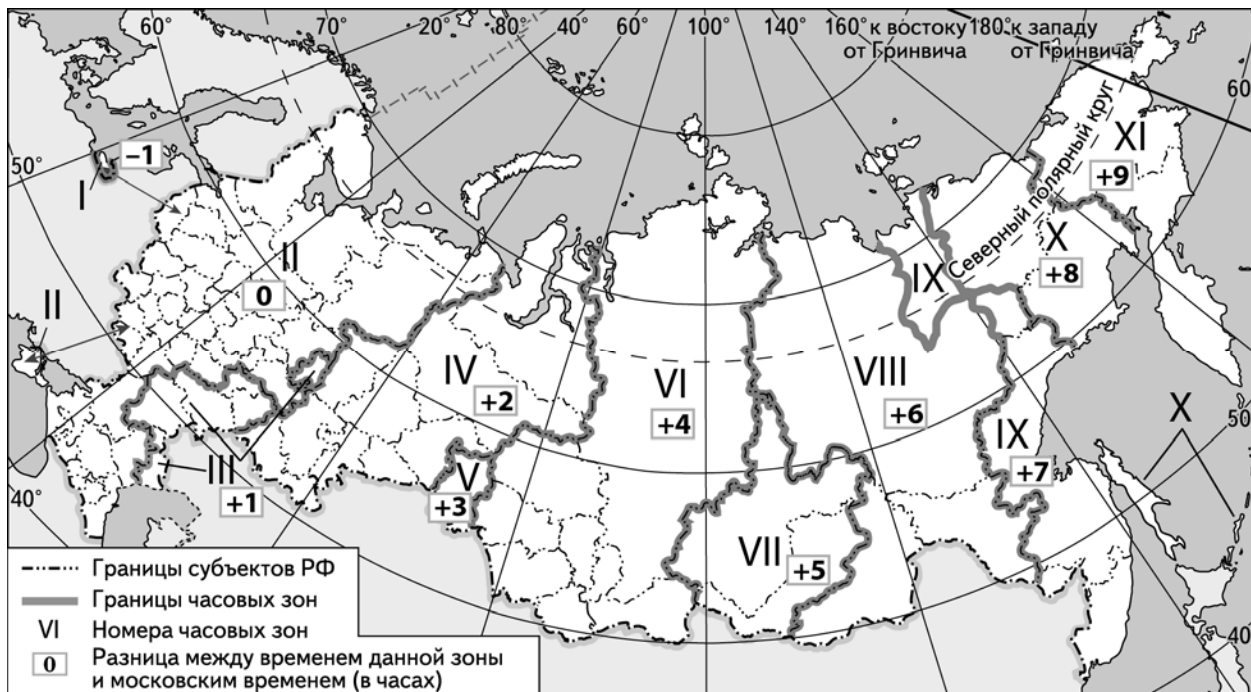 60° 70° 20° 40° 60° 100° 140° 160° к востоку 180° к западу
от Гринвича от Гринвича
60°
50°
–1
I
Северный полярный круг
XI
+9
II
0
IX
X
+8
II
IV
+2
VI
+4
VIII
+6
IX
+7
X
50°
III
+1
V
+3
40°
VII
+5
40°
Границы субъектов РФ
Границы часовых зон
VI Номера часовых зон
0 Разница между временем данной зоны
и московским временем (в часах)